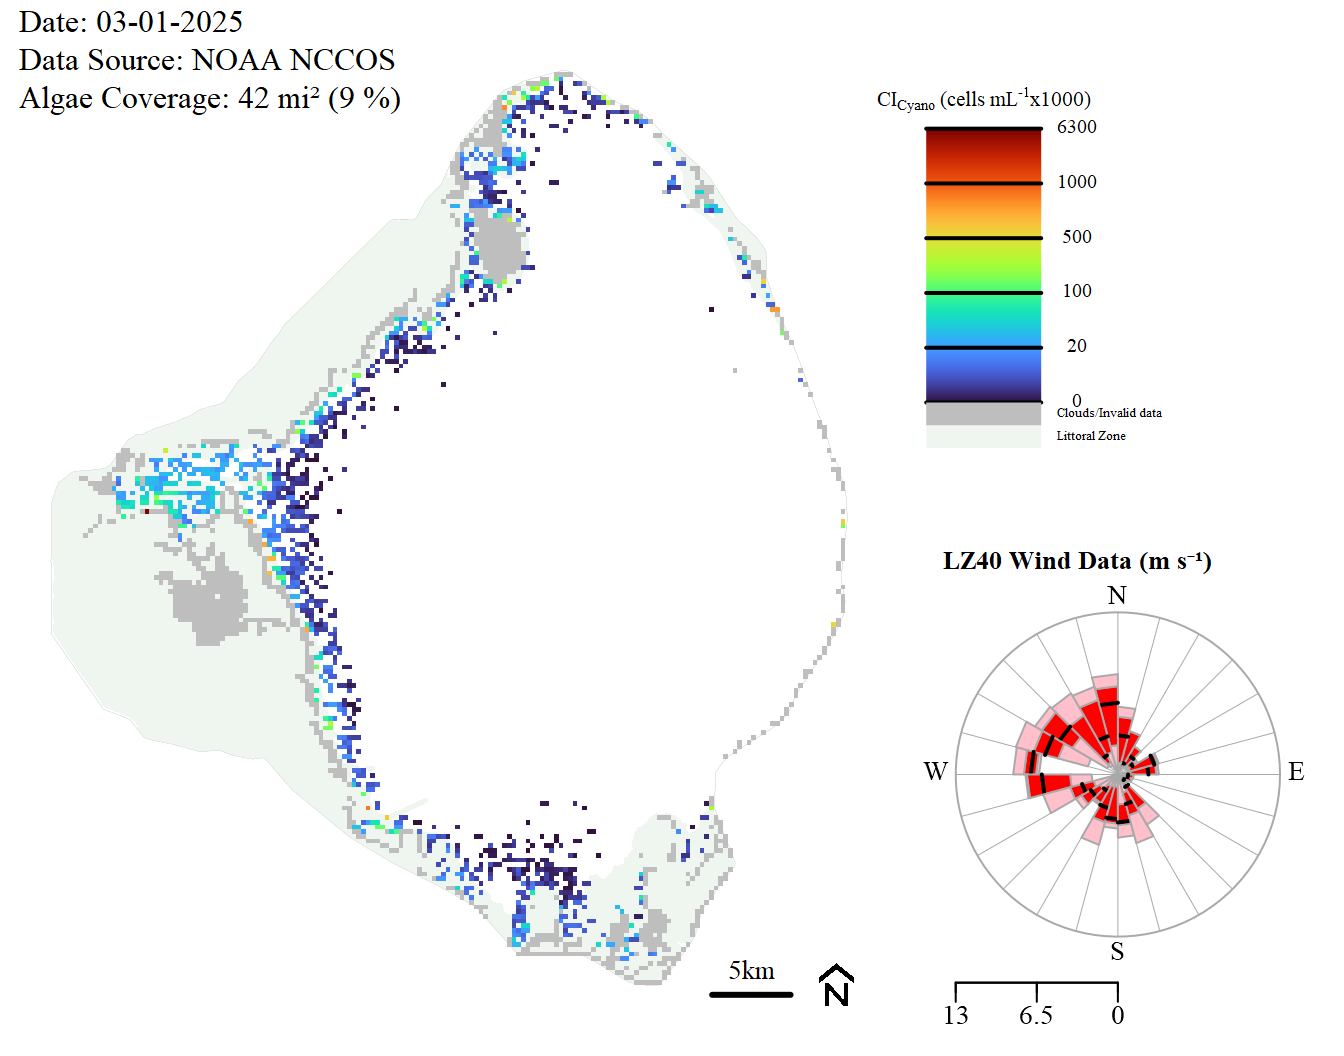 Date: 03-01-2025
Data Source: NOAA NCCOS
Algae Coverage: 42 mi² (9 %)
CI_Cyano (cells mL⁻¹x1000)
6300
1000
500
100
20
0
Clouds/Invalid data
Littoral Zone
LZ40 Wind Data (m s⁻¹)
N
W
E
S
5km
N
13 6.5 0